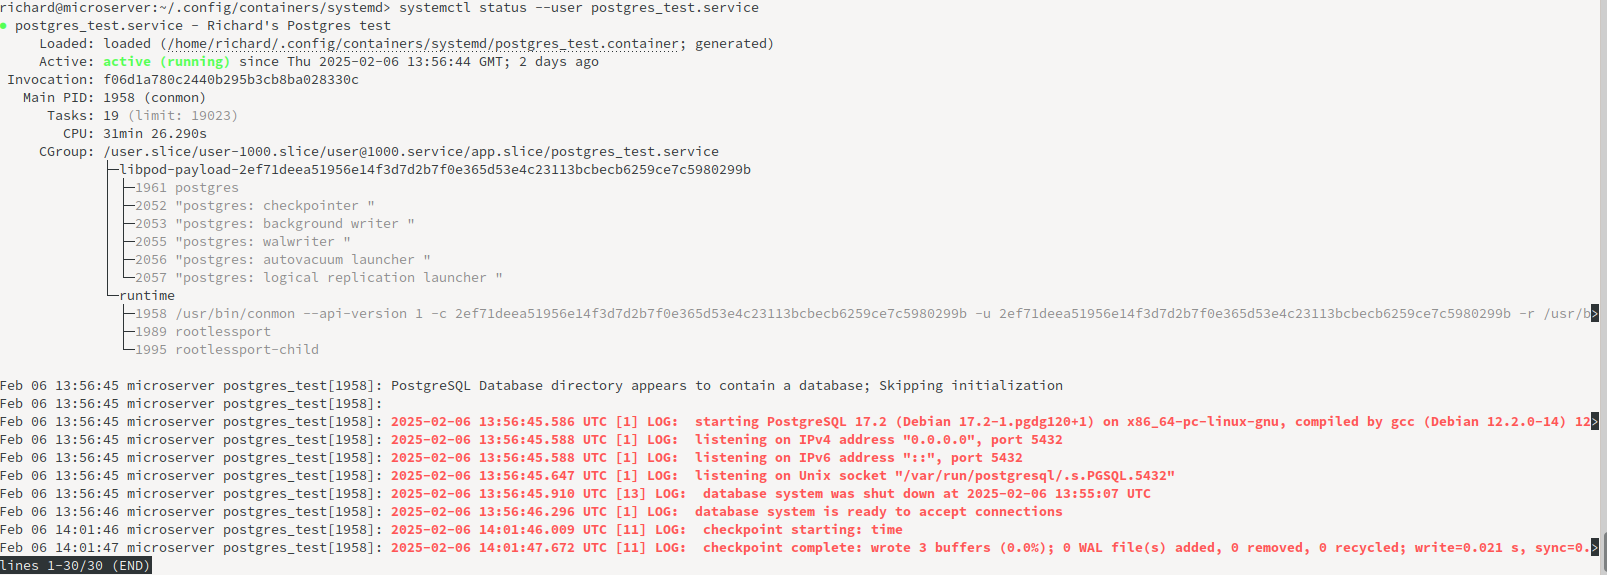 richard@microserver:~/.config/containers/systemd> systemctl status --user postgres_test.service
● postgres_test.service - Richard's Postgres test
     Loaded: loaded (/home/richard/.config/containers/systemd/postgres_test.container; generated)
     Active: active (running) since Thu 2025-02-06 13:56:44 GMT; 2 days ago
 Invocation: f06d1a780c2440b295b3cb8ba028330c
   Main PID: 1958 (conmon)
      Tasks: 19 (limit: 19023)
        CPU: 31min 26.290s
     CGroup: /user.slice/user-1000.slice/user@1000.service/app.slice/postgres_test.service
             ├─libpod-payload-2ef71deea51956e14f3d7d2b7f0e365d53e4c23113bcbecb6259ce7c5980299b
             │ ├─1961 postgres
             │ ├─2052 "postgres: checkpointer "
             │ ├─2053 "postgres: background writer "
             │ ├─2055 "postgres: walwriter "
             │ ├─2056 "postgres: autovacuum launcher "
             │ └─2057 "postgres: logical replication launcher "
             └─runtime
               ├─1958 /usr/bin/conmon --api-version 1 -c 2ef71deea51956e14f3d7d2b7f0e365d53e4c23113bcbecb6259ce7c5980299b -u 2ef71deea51956e14f3d7d2b7f0e365d53e4c23113bcbecb6259ce7c5980299b -r /usr/b>
               ├─1989 rootlessport
               └─1995 rootlessport-child
Feb 06 13:56:45 microserver postgres_test[1958]: PostgreSQL Database directory appears to contain a database; Skipping initialization
Feb 06 13:56:45 microserver postgres_test[1958]:
Feb 06 13:56:45 microserver postgres_test[1958]: 2025-02-06 13:56:45.586 UTC [1] LOG:  starting PostgreSQL 17.2 (Debian 17.2-1.pgdg120+1) on x86_64-pc-linux-gnu, compiled by gcc (Debian 12.2.0-14) 12>
Feb 06 13:56:45 microserver postgres_test[1958]: 2025-02-06 13:56:45.588 UTC [1] LOG:  listening on IPv4 address "0.0.0.0", port 5432
Feb 06 13:56:45 microserver postgres_test[1958]: 2025-02-06 13:56:45.588 UTC [1] LOG:  listening on IPv6 address "::", port 5432
Feb 06 13:56:45 microserver postgres_test[1958]: 2025-02-06 13:56:45.647 UTC [1] LOG:  listening on Unix socket "/var/run/postgresql/.s.PGSQL.5432"
Feb 06 13:56:45 microserver postgres_test[1958]: 2025-02-06 13:56:45.910 UTC [13] LOG:  database system was shut down at 2025-02-06 13:55:07 UTC
Feb 06 13:56:46 microserver postgres_test[1958]: 2025-02-06 13:56:46.296 UTC [1] LOG:  database system is ready to accept connections
Feb 06 14:01:46 microserver postgres_test[1958]: 2025-02-06 14:01:46.009 UTC [11] LOG:  checkpoint starting: time
Feb 06 14:01:47 microserver postgres_test[1958]: 2025-02-06 14:01:47.672 UTC [11] LOG:  checkpoint complete: wrote 3 buffers (0.0%); 0 WAL file(s) added, 0 removed, 0 recycled; write=0.021 s, sync=0.>
lines 1-30/30 (END)